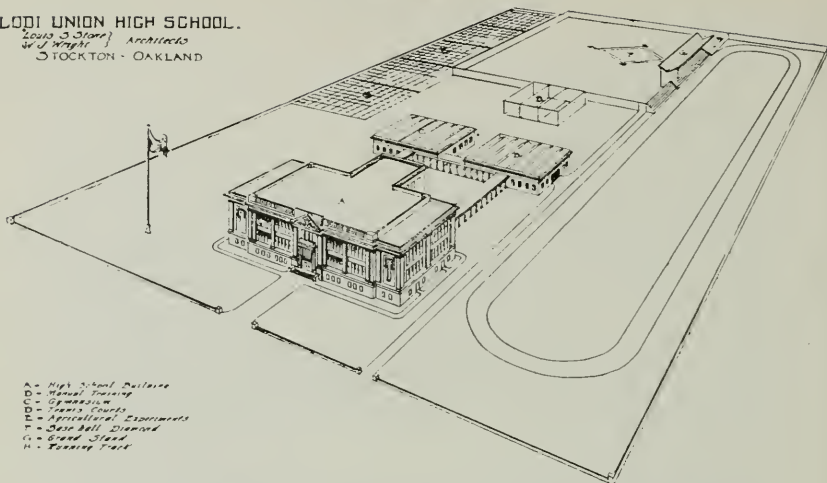 LODI UNION HIGH SCHOOL.
Louis S Stone }
W J Wright } Architects
STOCKTON - OAKLAND
A
A = High School Building
B = Manual Training
C = Gymnasium
D = Tennis Courts
E = Agricultural Experiments
F = Base ball Diamond
G = Grand Stand
H = Running Track